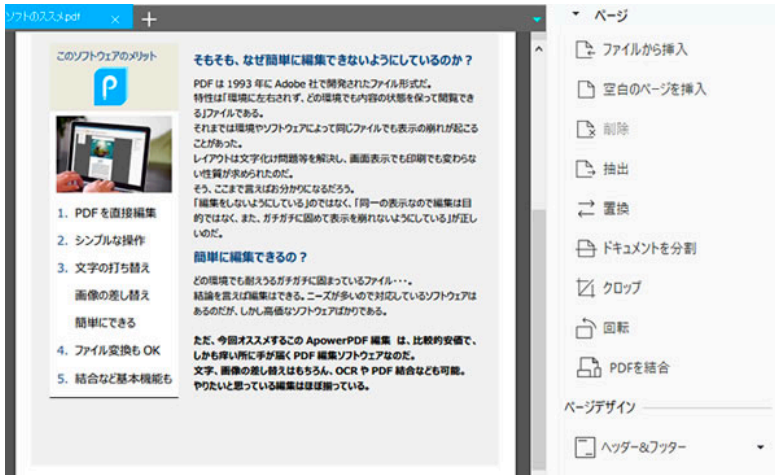 ソフトのススメ.pdf
このソフトウェアのメリット
1. PDFを直接編集
2. シンプルな操作
3. 文字の打ち替え
画像の差し替え
簡単にできる
4. ファイル変換も OK
5. 結合など基本機能も
そもそも、なぜ簡単に編集できないようにしているのか？
PDF は 1993 年に Adobe 社で開発されたファイル形式だ。
特性は「環境に左右されず、どの環境でも内容の状態を保って閲覧でき
る」ファイルである。
それまでは環境やソフトウェアによって同じファイルでも表示の崩れが起こる
ことがあった。
レイアウトは文字化け問題等を解決し、画面表示でも印刷でも変わらな
い性質が求められたのだ。
そう、ここまで言えばお分かりになるだろう。
「編集をしないようにしている」のではなく、「同一の表示なので編集は目
的ではなく、また、ガチガチに固めて表示を崩れないようにしている」が正し
いのだ。
簡単に編集できるの？
どの環境でも耐えうるガチガチに固まっているファイル・・・。
結論を言えば編集はできる。ニーズが多いので対応しているソフトウェアは
あるのだが、しかし高価なソフトウェアばかりである。
ただ、今回オススメするこの ApowerPDF 編集 は、比較的安価で、
しかも痒い所に手が届く PDF 編集ソフトウェアなのだ。
文字、画像の差し替えはもちろん、OCR や PDF 結合なども可能。
やりたいと思っている編集はほぼ揃っている。
ページ
ファイルから挿入
空白のページを挿入
削除
抽出
置換
ドキュメントを分割
クロップ
回転
PDFを結合
ページデザイン
ヘッダー&フッター